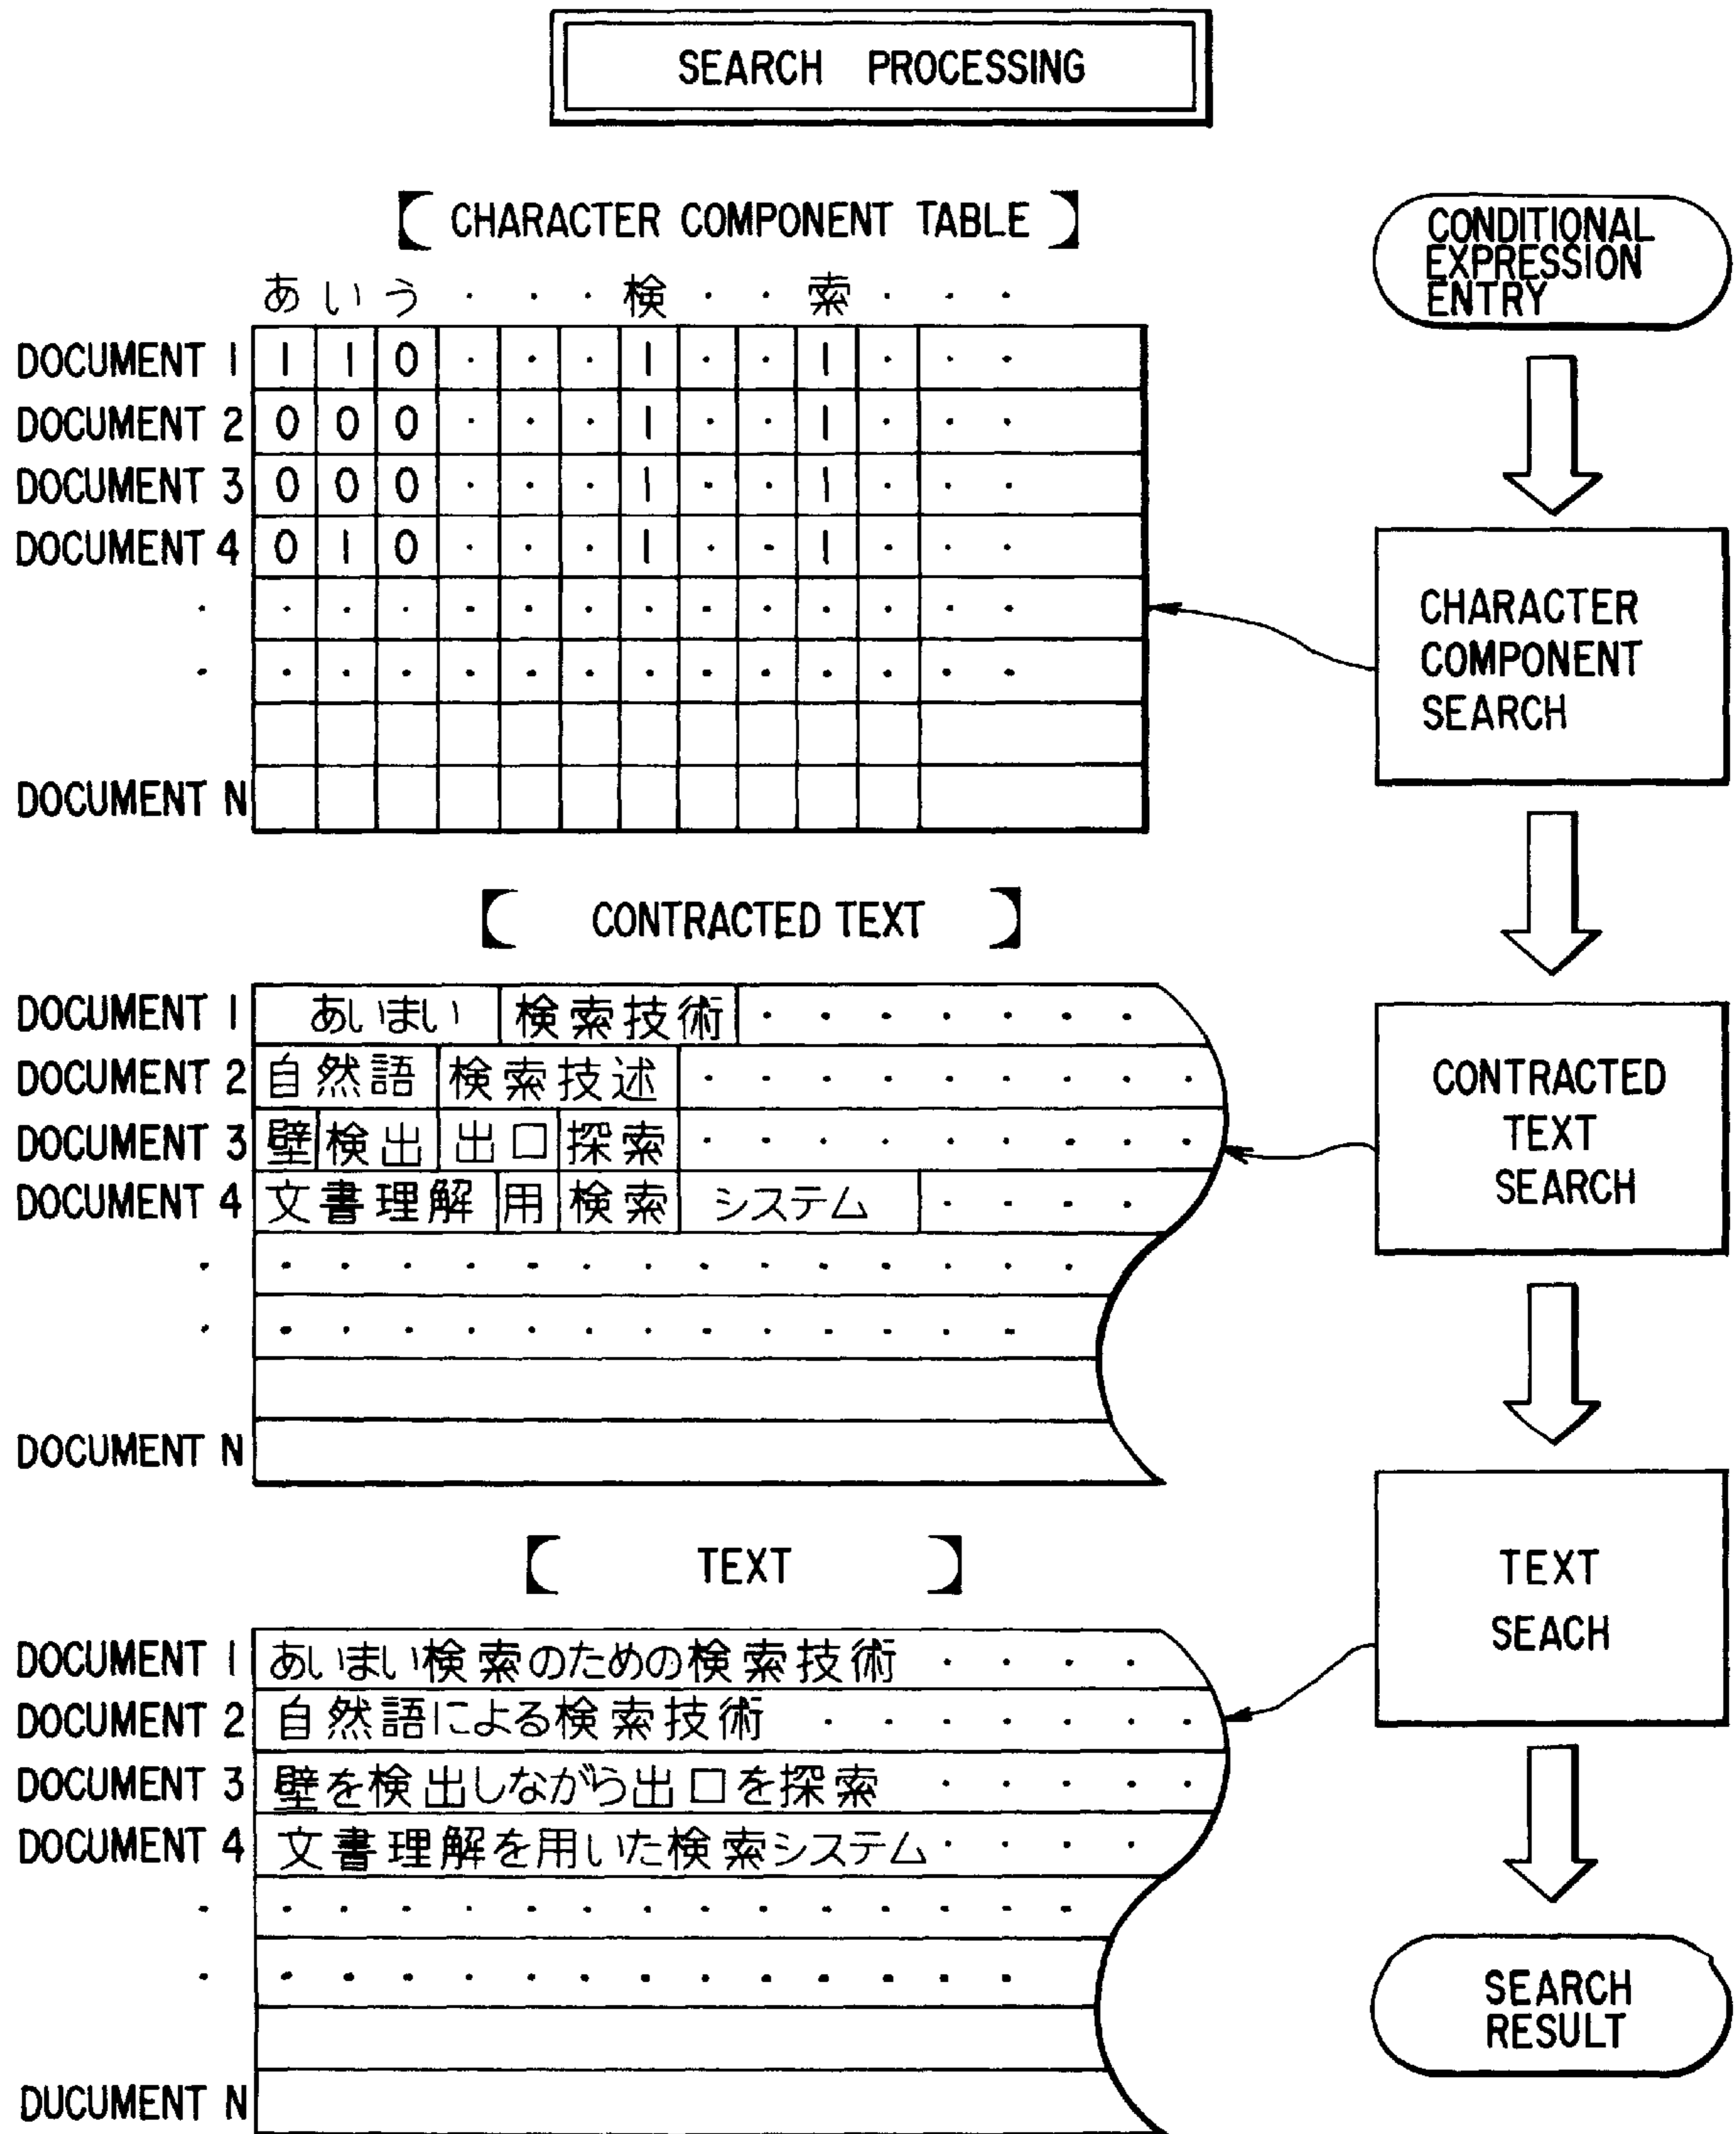 SEARCH PROCESSING
【 CHARACTER COMPONENT TABLE 】
あ い う · · · 検 · · 索 · · ·
DOCUMENT 1 1 1 0 · · · 1 · · 1 · · ·
DOCUMENT 2 0 0 0 · · · 1 · · 1 · · ·
DOCUMENT 3 0 0 0 · · · 1 · · 1 · · ·
DOCUMENT 4 0 1 0 · · · 1 · · 1 · · ·
· · · · · · · · · · · · · ·
· · · · · · · · · · · · · ·
DOCUMENT N
【 CONTRACTED TEXT 】
DOCUMENT 1 あいまい 検索技術 · · · · · · ·
DOCUMENT 2 自然語 検索技述 · · · · · · · · ·
DOCUMENT 3 壁 検出 出口 探索 · · · · · · · · ·
DOCUMENT 4 文書理解 用 検索 システム · · · ·
· · · · · · · · · · · · · · ·
· · · · · · · · · · · · · ·
DOCUMENT N
【 TEXT 】
DOCUMENT 1 あいまい検索のための検索技術 · · · ·
DOCUMENT 2 自然語による検索技術 · · · · · · ·
DOCUMENT 3 壁を検出しながら出口を探索 · · · · ·
DOCUMENT 4 文書理解を用いた検索システム · · · ·
· · · · · · · · · · · · · · ·
· · · · · · · · · · · · · ·
DUCUMENT N
CONDITIONAL
EXPRESSION
ENTRY
CHARACTER
COMPONENT
SEARCH
CONTRACTED
TEXT
SEARCH
TEXT
SEACH
SEARCH
RESULT